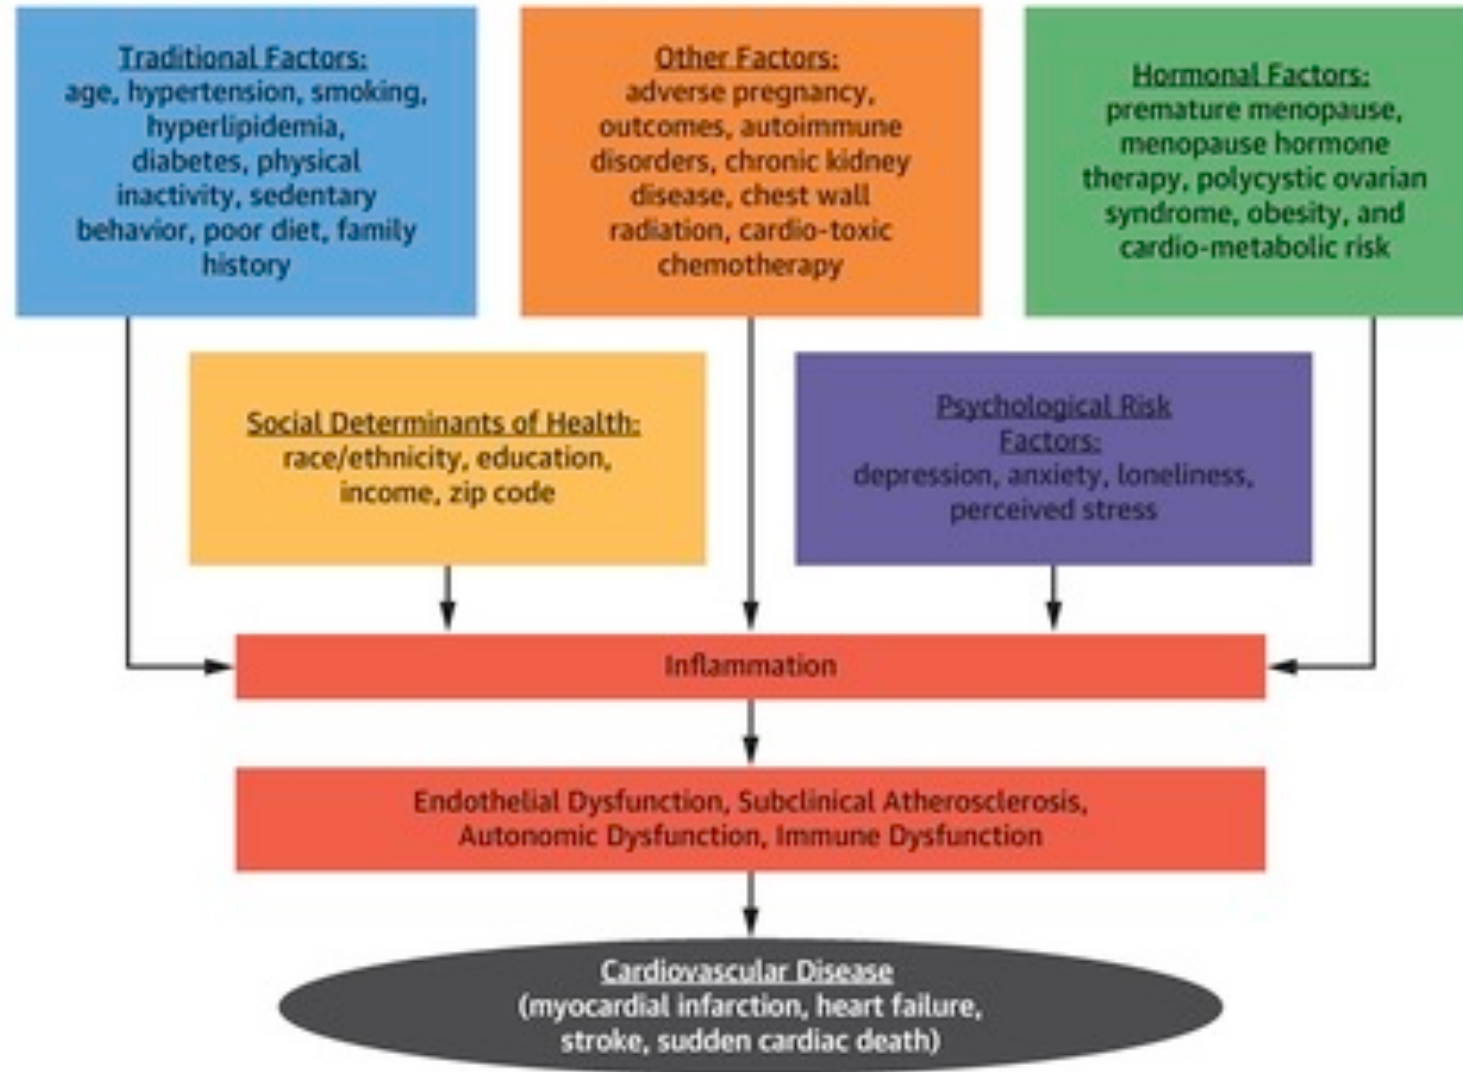 Traditional Factors:
age, hypertension, smoking,
hyperlipidemia,
diabetes, physical
inactivity, sedentary
behavior, poor diet, family
history
Other Factors:
adverse pregnancy,
outcomes, autoimmune
disorders, chronic kidney
disease, chest wall
radiation, cardio-toxic
chemotherapy
Hormonal Factors:
premature menopause,
menopause hormone
therapy, polycystic ovarian
syndrome, obesity, and
cardio-metabolic risk
Social Determinants of Health:
race/ethnicity, education,
income, zip code
Psychological Risk
Factors:
depression, anxiety, loneliness,
perceived stress
Inflammation
Endothelial Dysfunction, Subclinical Atherosclerosis,
Autonomic Dysfunction, Immune Dysfunction
Cardiovascular Disease
(myocardial infarction, heart failure,
stroke, sudden cardiac death)